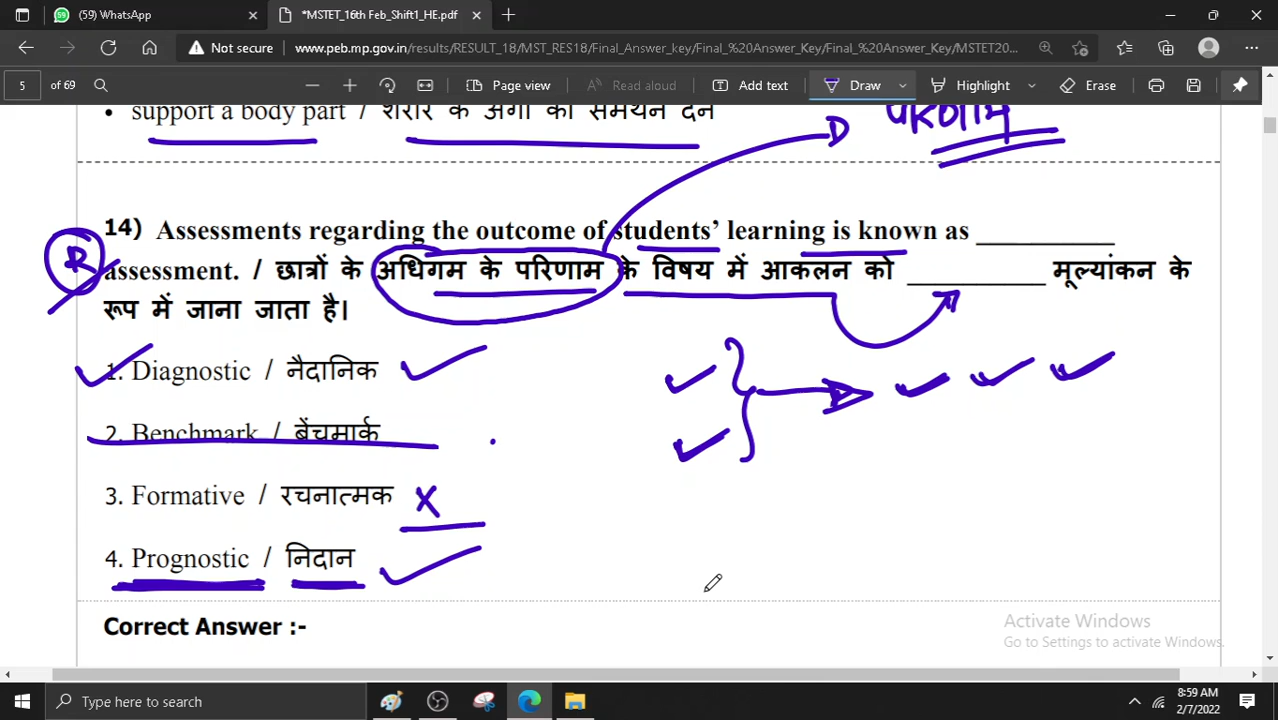 (59) WhatsApp
*MSTET_16th Feb_Shift1_HE.pdf
Not secure
www.peb.mp.gov.in/results/RESULT_18/MST_RES18/Final_Answer_key/Final_%20Answer_Key/Final_%20Answer_Key/MSTET20...
5 of 69
Page view
Read aloud
Add text
Draw
Highlight
Erase
• support a body part / शरीर के अंगों को समर्थन देना
D
14) Assessments regarding the outcome of students' learning is known as __________
R
assessment. / छात्रों के अधिगम के परिणाम के विषय में आकलन को __________ मूल्यांकन के
रूप में जाना जाता है।
1. Diagnostic / नैदानिक
2. Benchmark / बेंचमार्क
3. Formative / रचनात्मक X
4. Prognostic / निदान
Correct Answer :-
Activate Windows
Go to Settings to activate Windows.
Type here to search
8:59 AM
2/7/2022